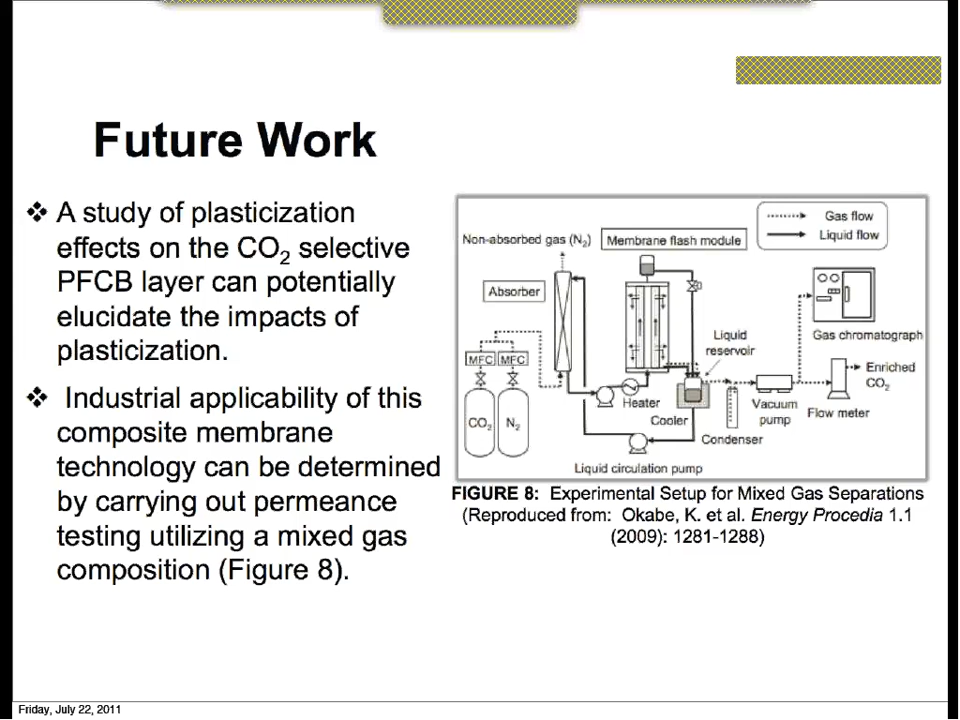 Future Work
❖ A study of plasticization
effects on the CO₂ selective
PFCB layer can potentially
elucidate the impacts of
plasticization.
❖ Industrial applicability of this
composite membrane
technology can be determined
by carrying out permeance
testing utilizing a mixed gas
composition (Figure 8).
Gas flow
Liquid flow
Non-absorbed gas (N₂)
Membrane flash module
Absorber
Gas chromatograph
Liquid
reservoir
MFC MFC
Enriched
CO₂
Heater
Vacuum
pump
Flow meter
CO₂ N₂
Cooler
Condenser
Liquid circulation pump
FIGURE 8: Experimental Setup for Mixed Gas Separations
(Reproduced from: Okabe, K. et al. Energy Procedia 1.1
(2009): 1281-1288)
Friday, July 22, 2011